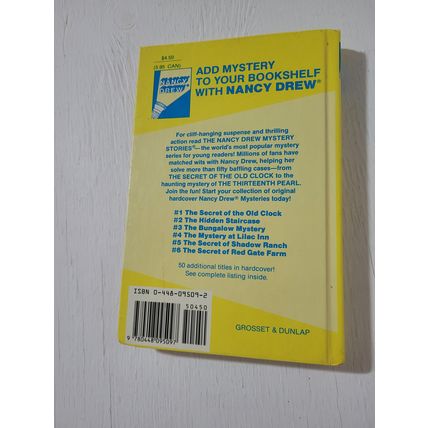 $4.50
(5.95 CAN)
NANCY
DREW
ADD MYSTERY
TO YOUR BOOKSHELF
WITH NANCY DREW®
For cliff-hanging suspense and thrilling
action read THE NANCY DREW MYSTERY
STORIES®—the world's most popular mystery
series for young readers! Millions of fans have
matched wits with Nancy Drew, helping her
solve more than fifty baffling cases—from
THE SECRET OF THE OLD CLOCK to the
haunting mystery of THE THIRTEENTH PEARL.
Join the fun! Start your collection of original
hardcover Nancy Drew® Mysteries today!
#1 The Secret of the Old Clock
#2 The Hidden Staircase
#3 The Bungalow Mystery
#4 The Mystery at Lilac Inn
#5 The Secret of Shadow Ranch
#6 The Secret of Red Gate Farm
50 additional titles in hardcover!
See complete listing inside.
ISBN 0-448-09509-2
50450
9 780448 095097
GROSSET & DUNLAP